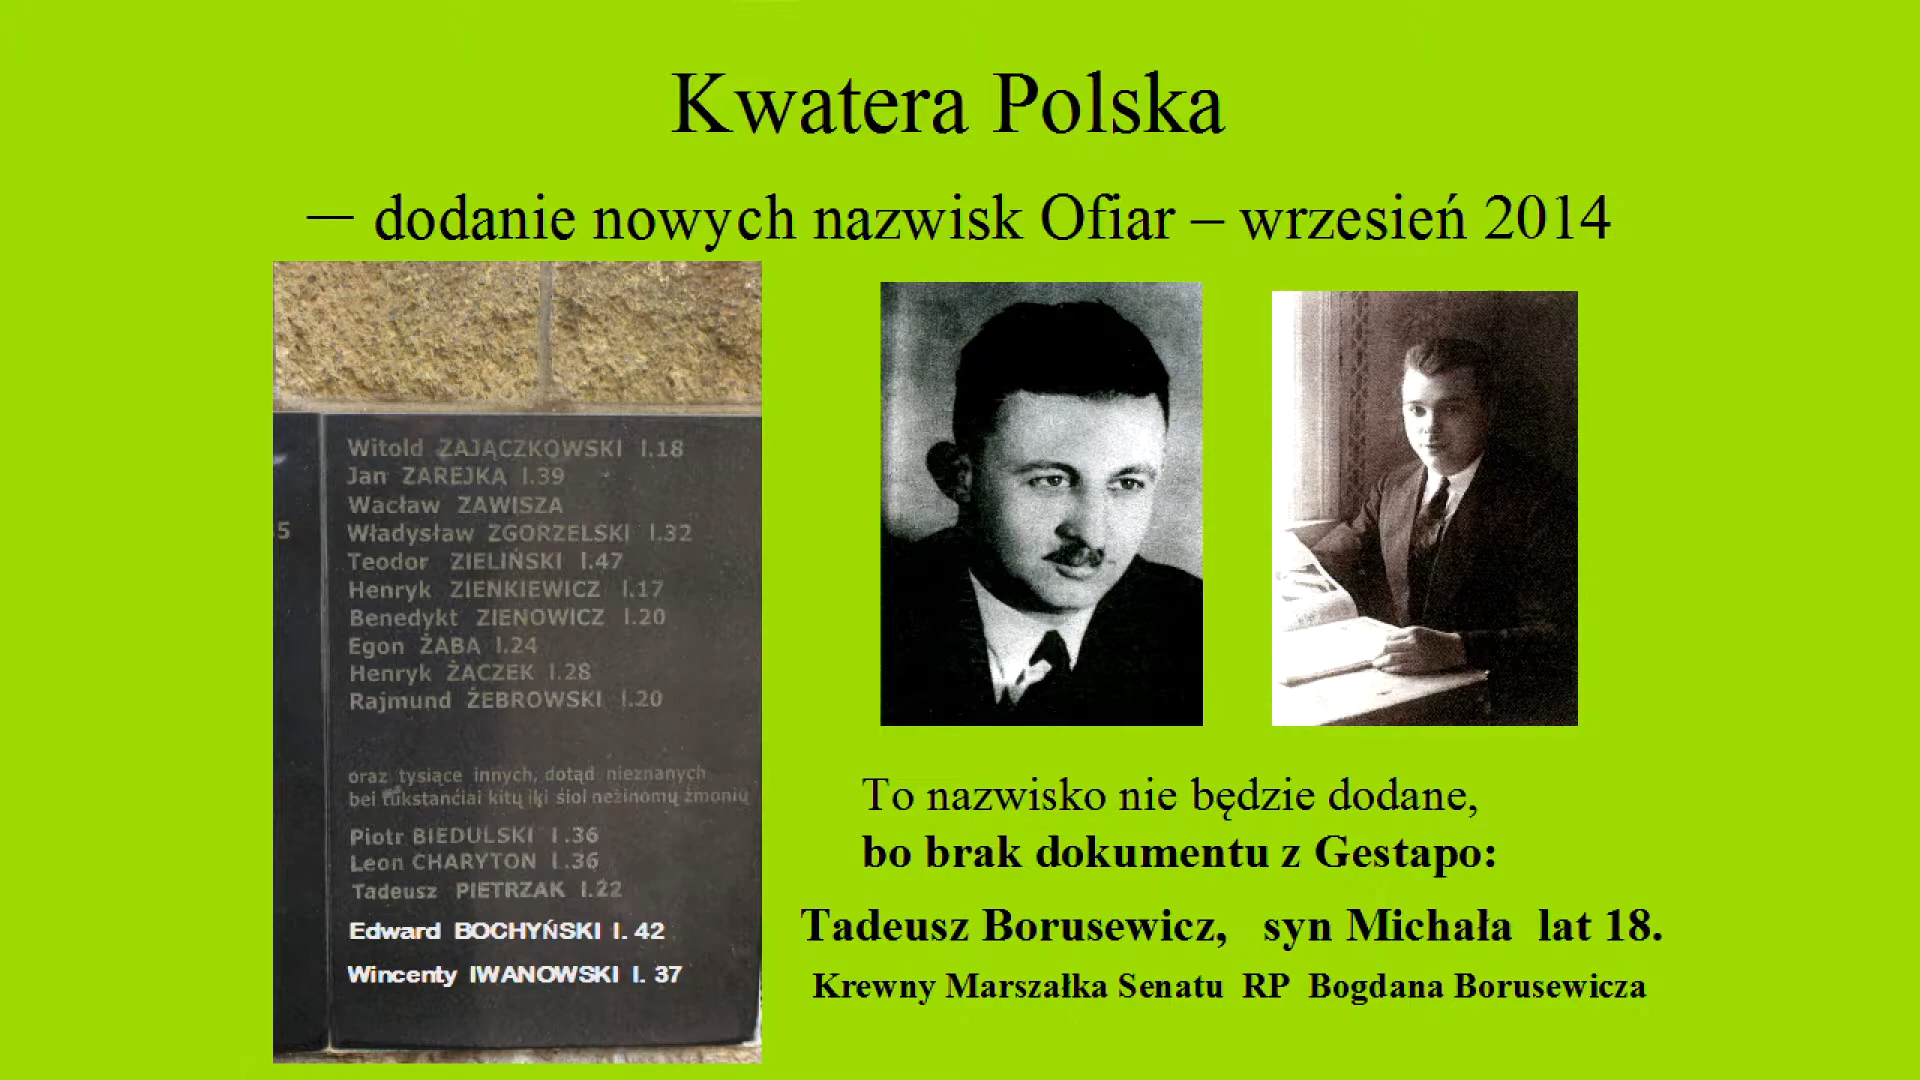 Kwatera Polska
— dodanie nowych nazwisk Ofiar – wrzesień 2014
5
Witold ZAJĄCZKOWSKI l.18
Jan ZAREJKA l.39
Wacław ZAWISZA
Władysław ZGORZELSKI l.32
Teodor ZIELIŃSKI l.47
Henryk ZIENKIEWICZ l.17
Benedykt ZIENOWICZ l.20
Egon ŻABA l.24
Henryk ŻACZEK l.28
Rajmund ŻEBROWSKI l.20
oraz tysiące innych, dotąd nieznanych
bei tūkstančiai kitų iki šiol nežinomų žmonių
Piotr BIEDULSKI l.36
Leon CHARYTON l.36
Tadeusz PIETRZAK l.22
Edward BOCHYŃSKI l. 42
Wincenty IWANOWSKI l. 37
To nazwisko nie będzie dodane,
bo brak dokumentu z Gestapo:
Tadeusz Borusewicz, syn Michała lat 18.
Krewny Marszałka Senatu RP Bogdana Borusewicza